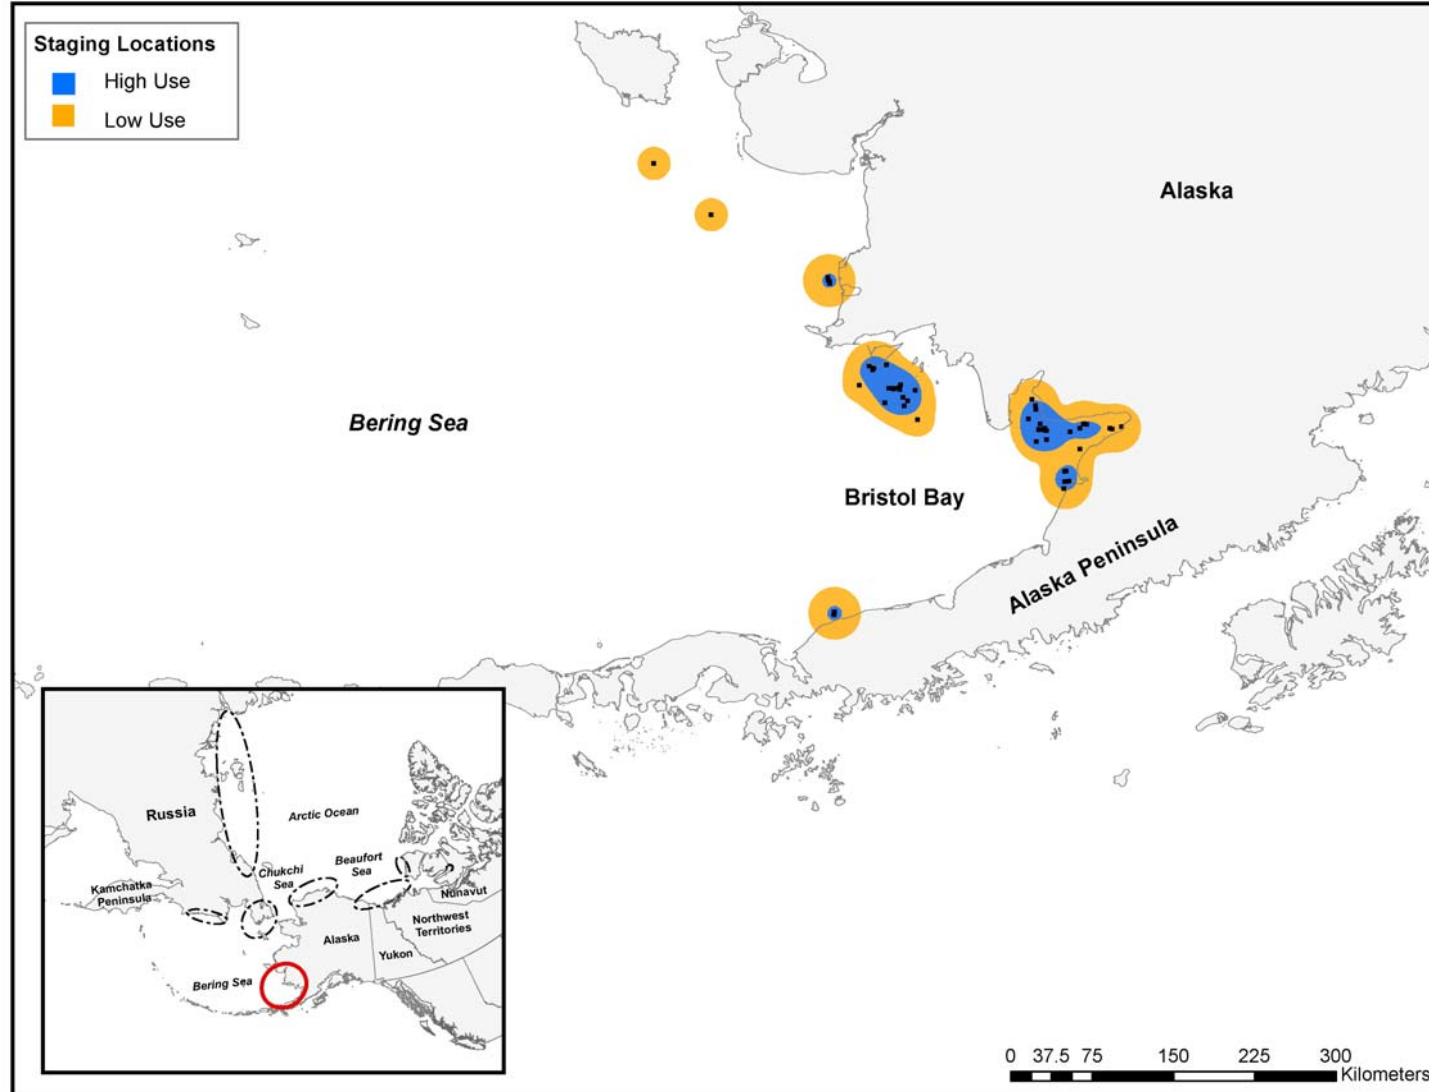 Staging Locations
High Use
Low Use
Alaska
Bering Sea
Bristol Bay
Alaska Peninsula
Russia
Arctic Ocean
Beaufort
Sea
Chukchi
Sea
Kamchatka
Peninsula
Nunavut
Northwest
Territories
Alaska
Yukon
Bering Sea
0 37.5 75 150 225 300
Kilometers